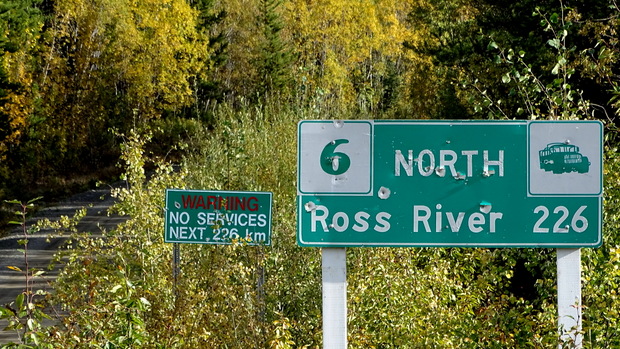 WARNING
NO SERVICES
NEXT 226 km
6 NORTH
Ross River 226